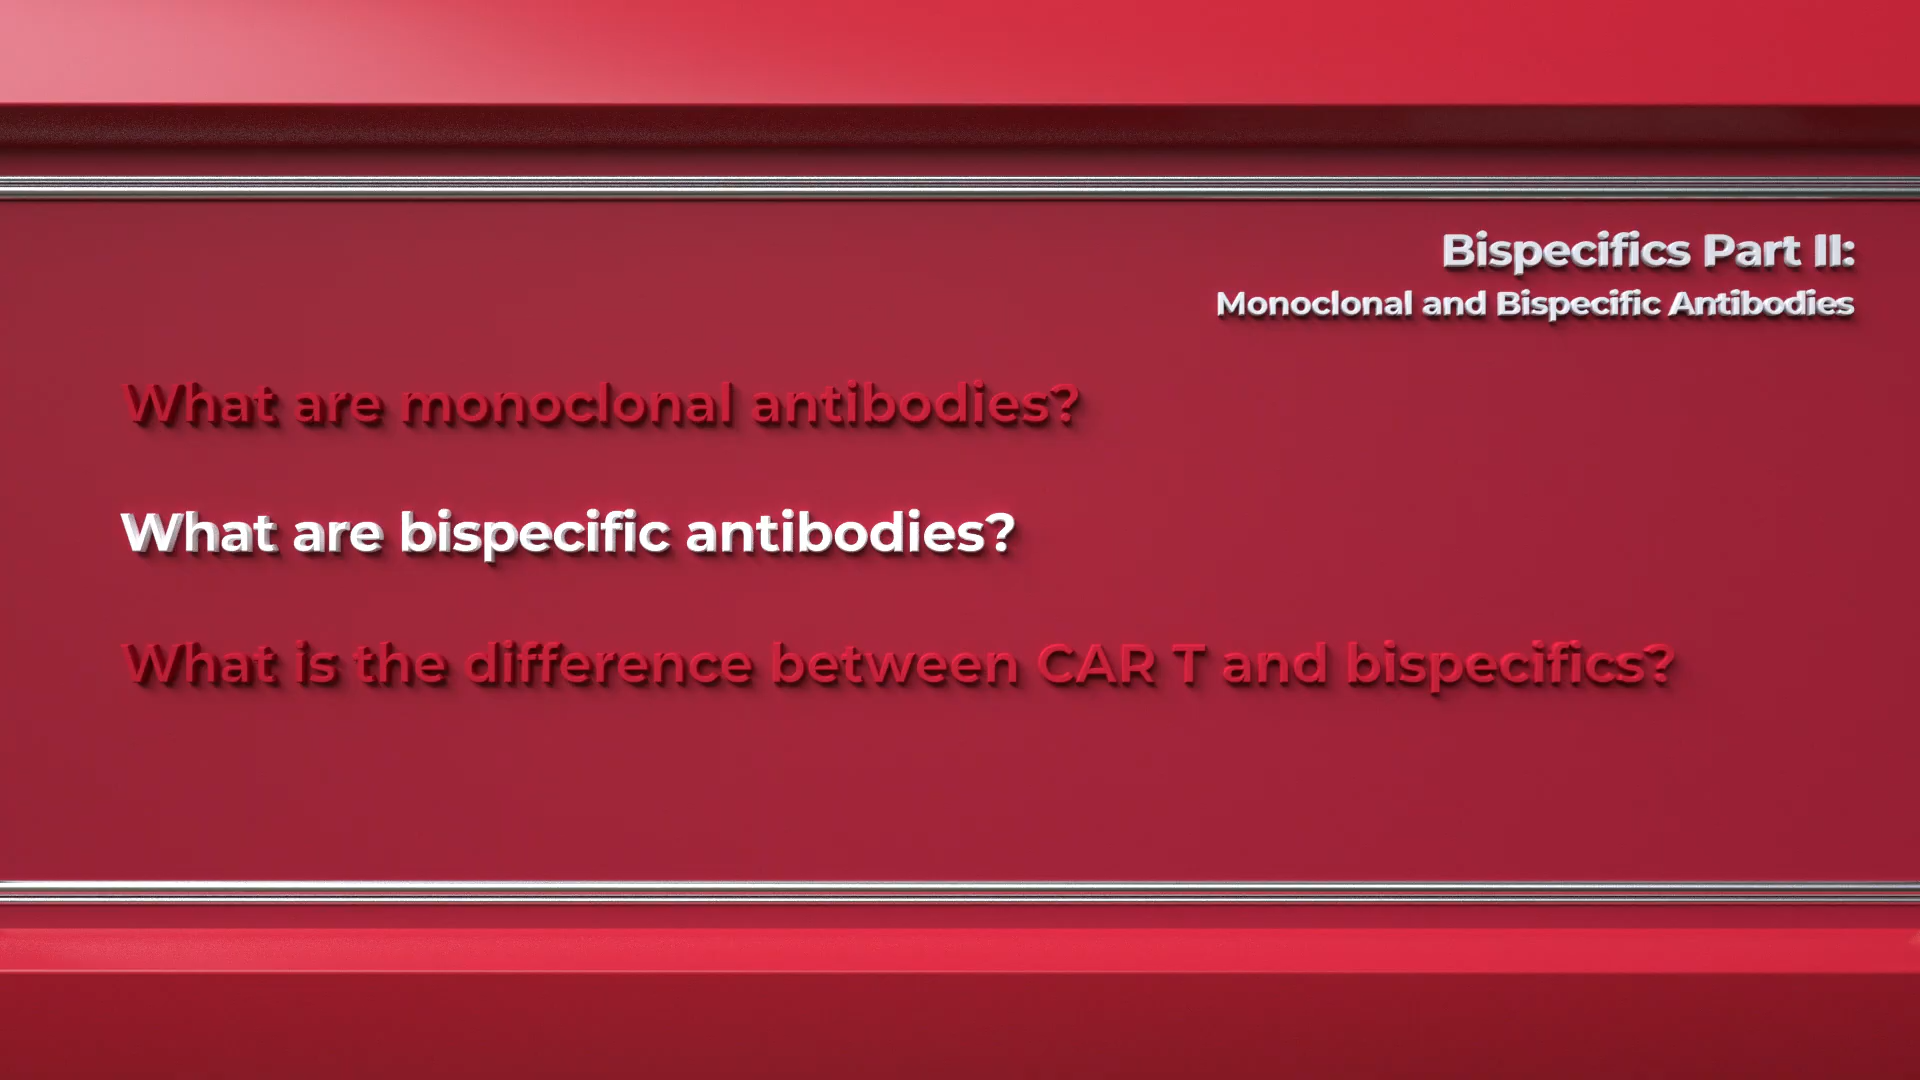 Bispecifics Part II:
Monoclonal and Bispecific Antibodies
What are monoclonal antibodies?
What are bispecific antibodies?
What is the difference between CAR T and bispecifics?